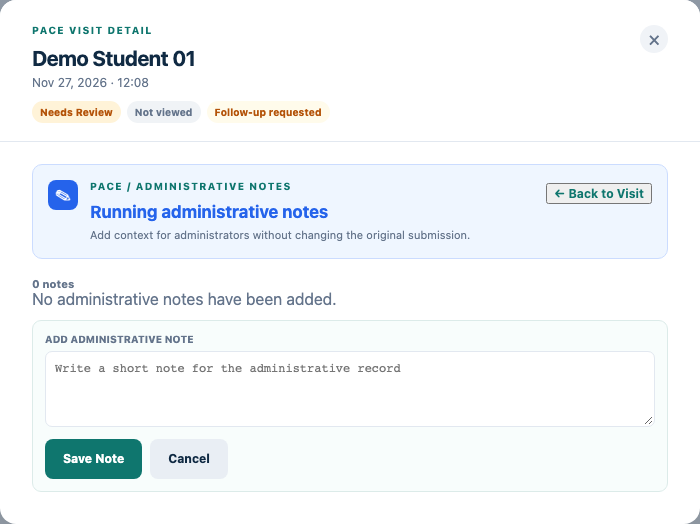 PACE VISIT DETAIL
Demo Student 01
Nov 27, 2026 · 12:08
Needs Review Not viewed Follow-up requested
PACE / ADMINISTRATIVE NOTES
← Back to Visit
Running administrative notes
Add context for administrators without changing the original submission.
0 notes
No administrative notes have been added.
ADD ADMINISTRATIVE NOTE
Write a short note for the administrative record
Save Note Cancel